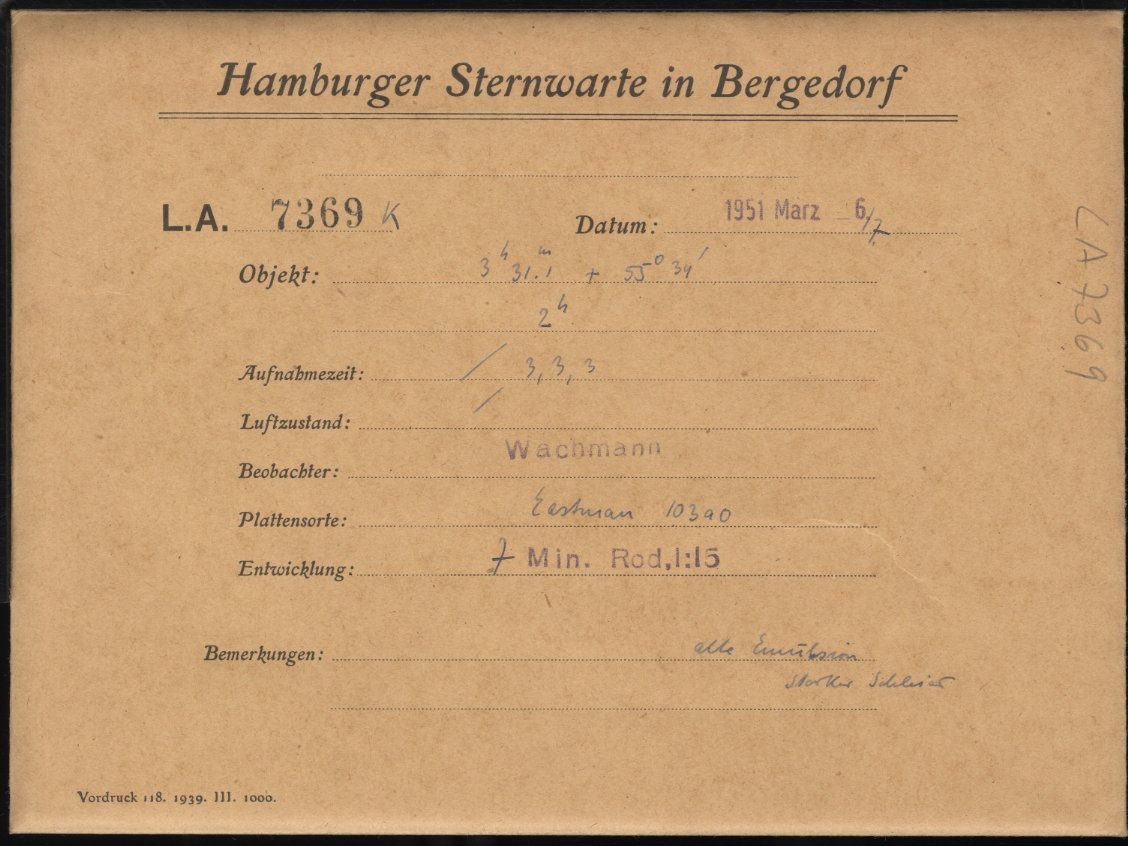 Hamburger Sternwarte in Bergedorf
L.A. 7369 K Datum: 1951 März 6/7
Objekt: 3h 31.m1 + 55° 34'
2h
Aufnahmezeit: / 3, 3, 3
Luftzustand: /
Beobachter: Wachmann
Plattensorte: Eastman 103aO
Entwicklung: 7 Min. Rod, 1:15
Bemerkungen: alte Emulsion
starker Schleier
Vordruck 118. 1939. III. 1000.
LA 7369